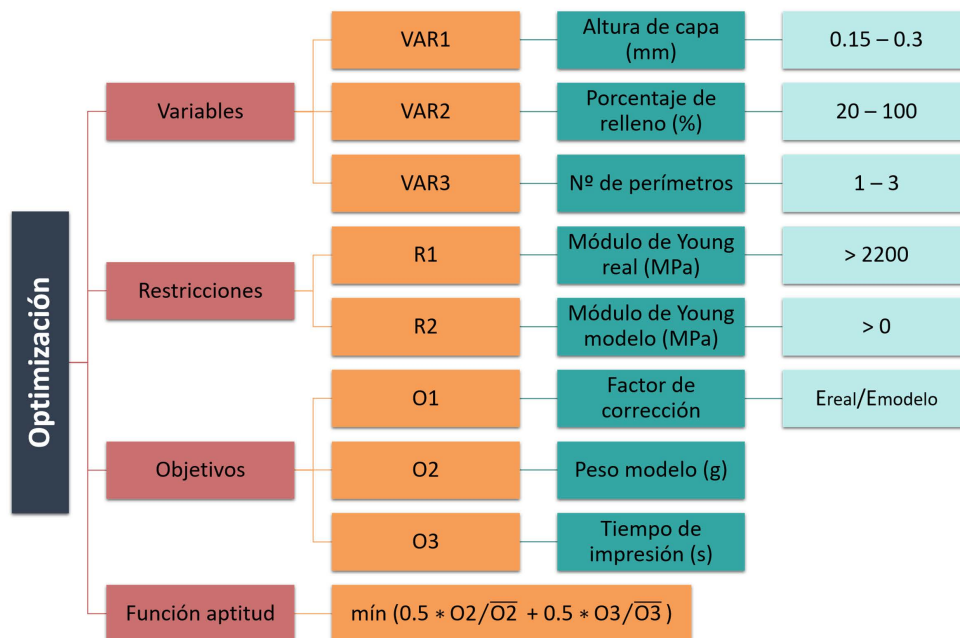 Optimización
Variables
VAR1
Altura de capa
(mm)
0.15 – 0.3
VAR2
Porcentaje de
relleno (%)
20 – 100
VAR3
Nº de perímetros
1 – 3
Restricciones
R1
Módulo de Young
real (MPa)
> 2200
R2
Módulo de Young
modelo (MPa)
> 0
Objetivos
O1
Factor de
corrección
Ereal/Emodelo
O2
Peso modelo (g)
O3
Tiempo de
impresión (s)
Función aptitud
mín (0.5 * O2/O̅2̅ + 0.5 * O3/O̅3̅ )